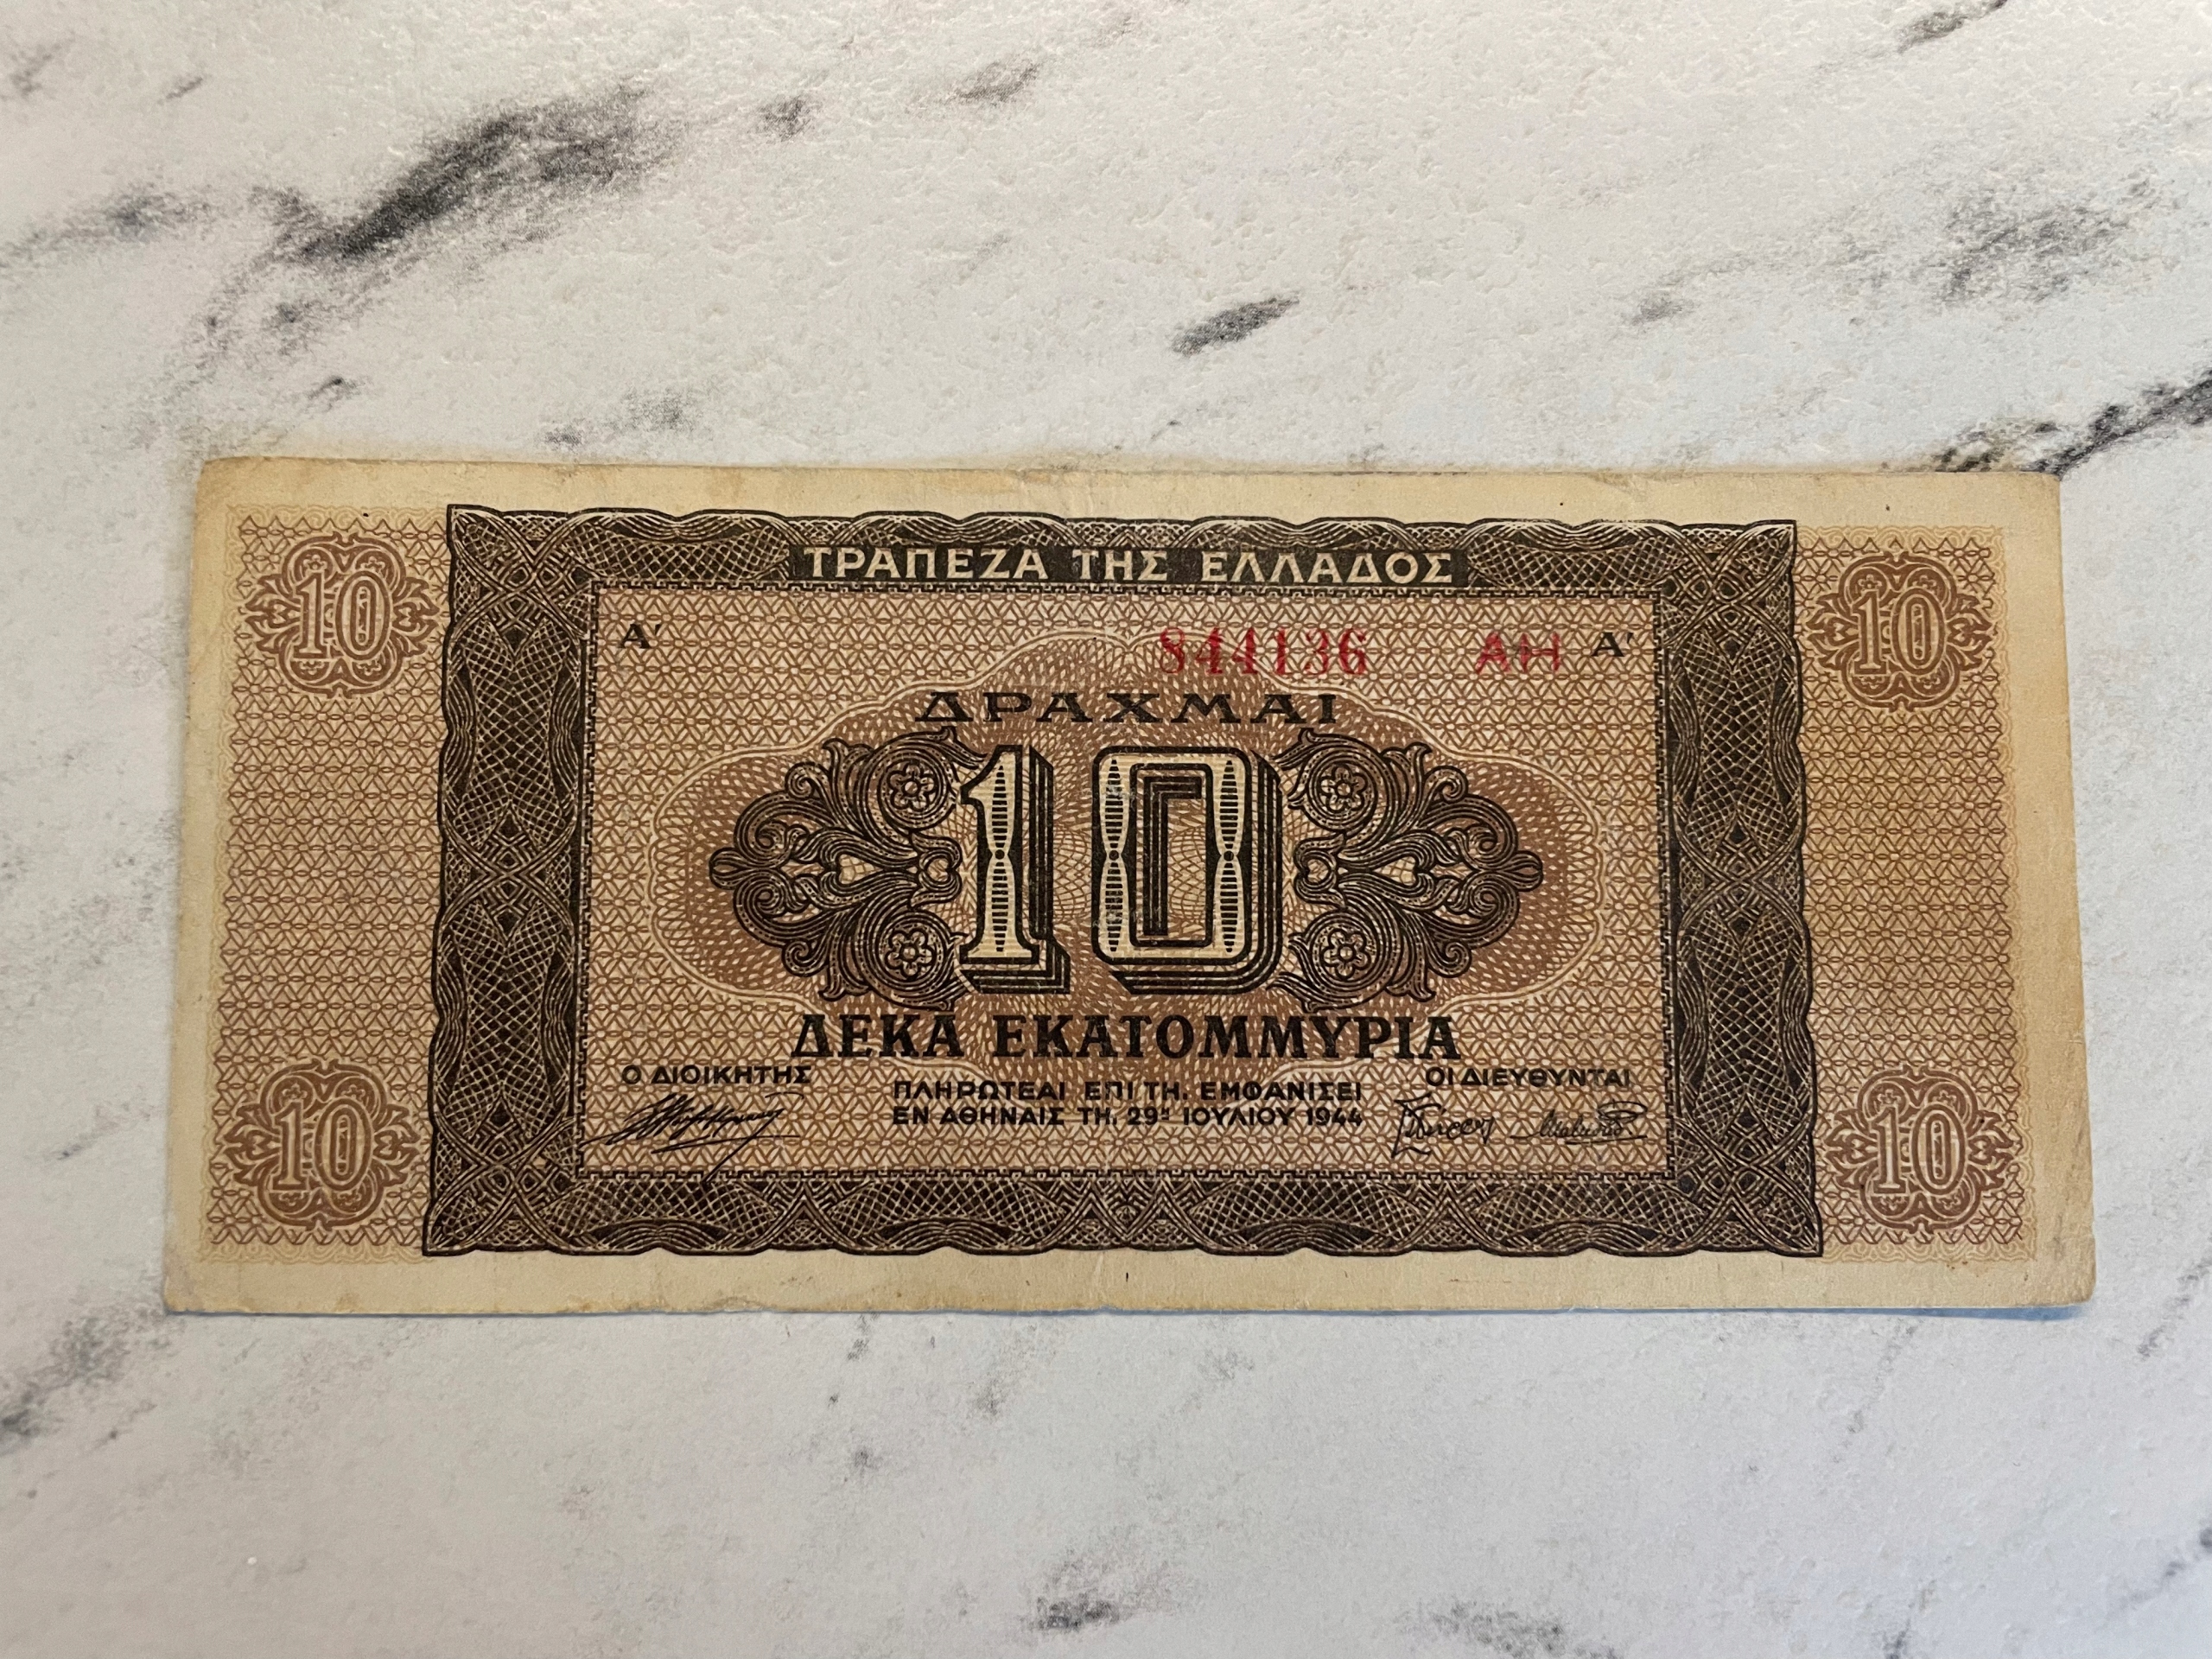 ΤΡΑΠΕΖΑ ΤΗΣ ΕΛΛΑΔΟΣ
10 10
Α′ 844136 ΑΗ Α′
ΔΡΑΧΜΑΙ
10
ΔΕΚΑ ΕΚΑΤΟΜΜΥΡΙΑ
Ο ΔΙΟΙΚΗΤΗΣ ΟΙ ΔΙΕΥΘΥΝΤΑΙ
ΠΛΗΡΩΤΕΑΙ ΕΠΙ ΤΗ. ΕΜΦΑΝΙΣΕΙ
ΕΝ ΑΘΗΝΑΙΣ ΤΗ. 29ῃ ΙΟΥΛΙΟΥ 1944
10 10